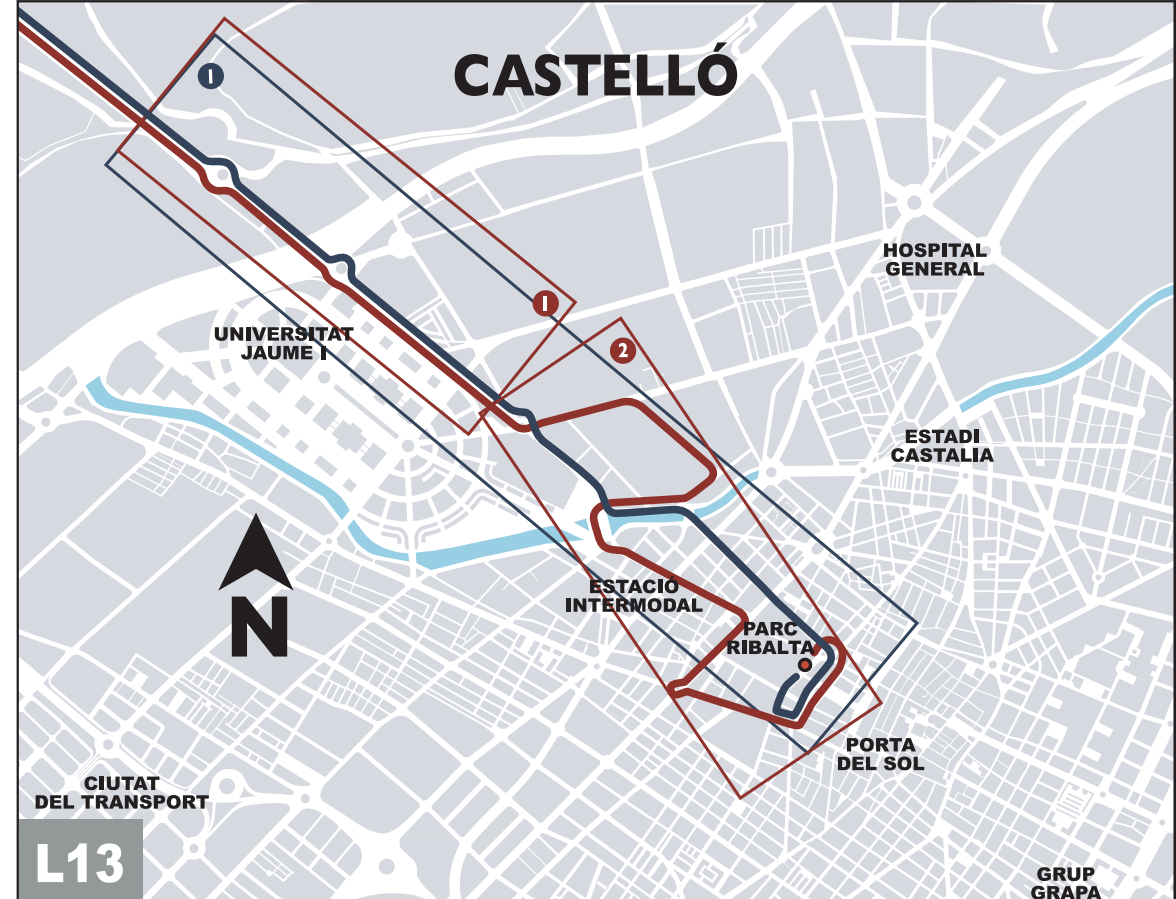 CASTELLÓ
1
HOSPITAL
GENERAL
1
UNIVERSITAT
JAUME I
2
ESTADI
CASTALIA
N
ESTACIÓ
INTERMODAL
PARC
RIBALTA
PORTA
DEL SOL
CIUTAT
DEL TRANSPORT
L13
GRUP
GRAPA